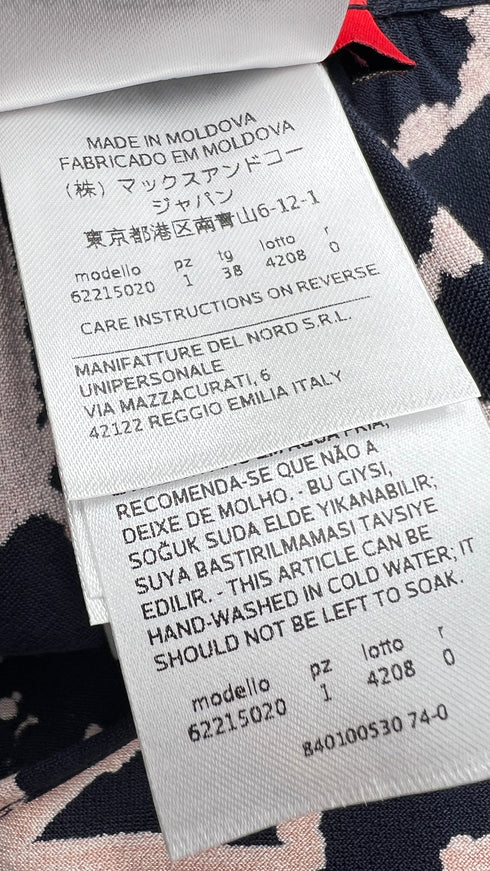 MADE IN MOLDOVA
FABRICADO EM MOLDOVA
(株)マックスアンドコー
ジャパン
東京都港区南青山6-12-1
modello pz tg lotto r
62215020 1 38 4208 0
CARE INSTRUCTIONS ON REVERSE
MANIFATTURE DEL NORD S.R.L.
UNIPERSONALE
VIA MAZZACURATI, 6
42122 REGGIO EMILIA ITALY
EM ÁGUA FRIA;
RECOMENDA-SE QUE NÃO A
DEIXE DE MOLHO. - BU GIYSI,
SOĞUK SUDA ELDE YIKANABILIR;
SUYA BASTIRILMAMASI TAVSIYE
EDILIR. - THIS ARTICLE CAN BE
HAND-WASHED IN COLD WATER; IT
SHOULD NOT BE LEFT TO SOAK.
modello pz lotto r
62215020 1 4208 0
840100530 74-0